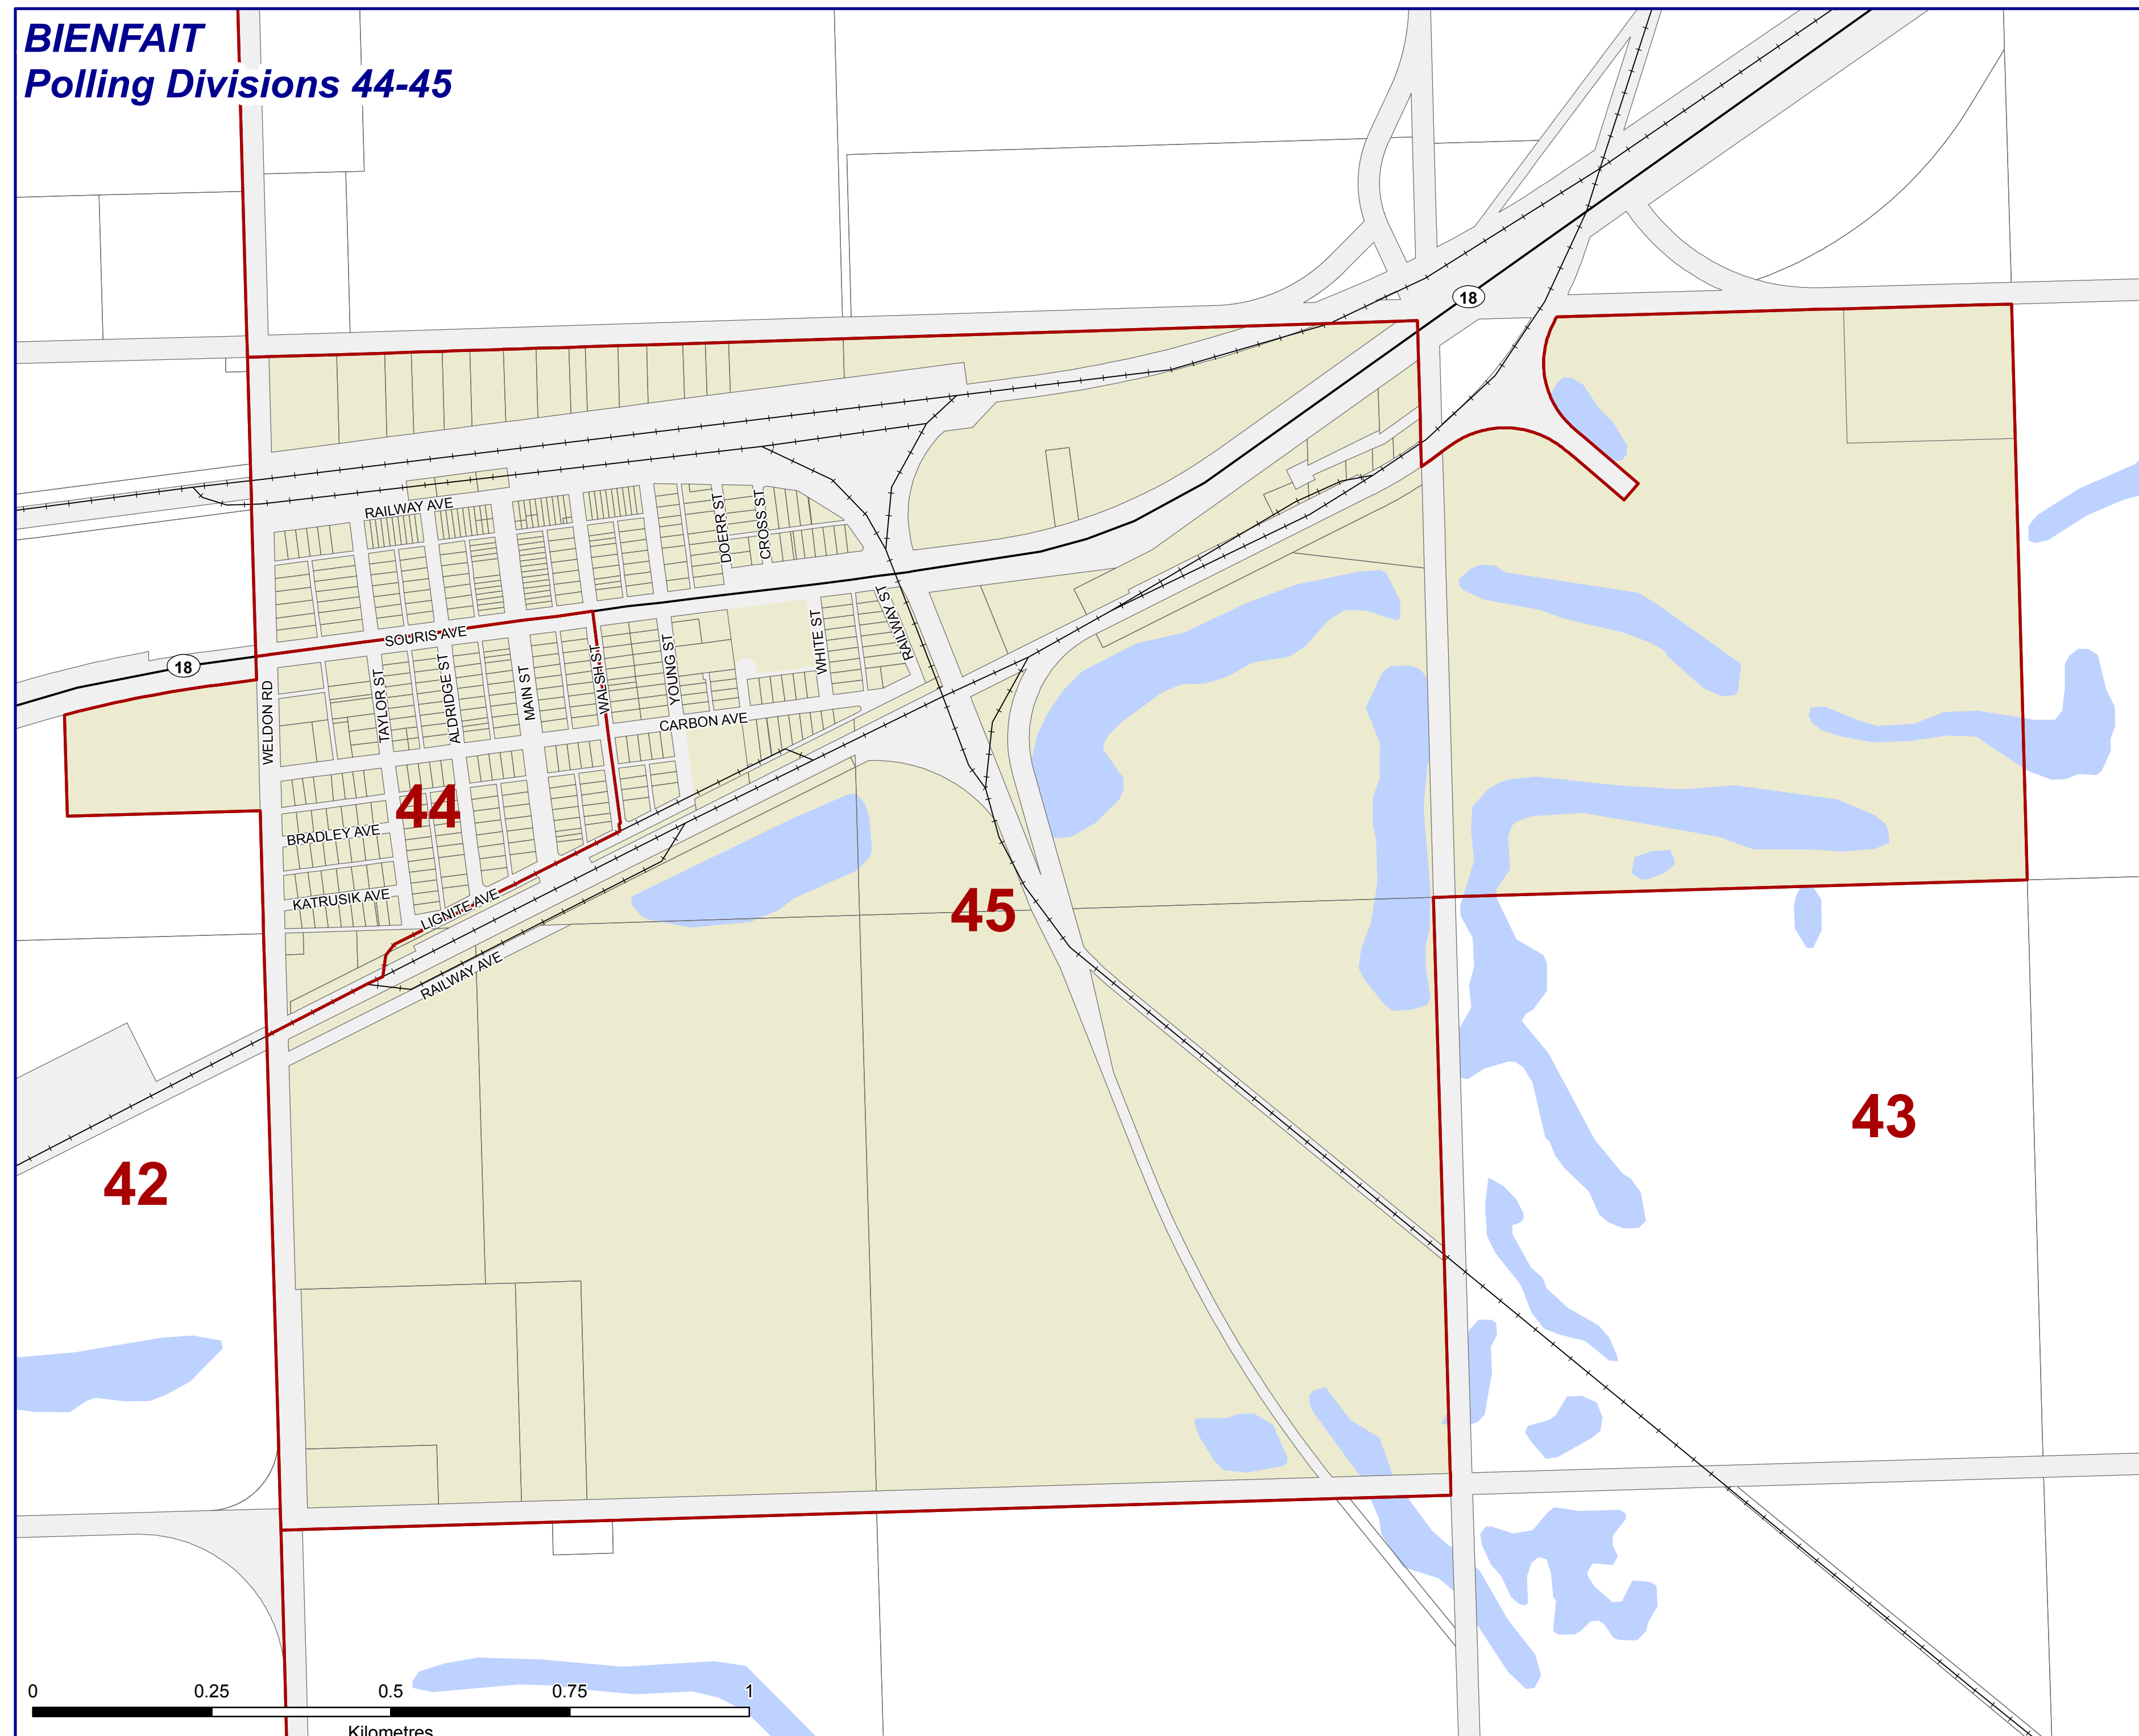 BIENFAIT
Polling Divisions 44-45
18
RAILWAY AVE
DOERR ST
CROSS ST
SOURIS AVE
18
WELDON RD
TAYLOR ST
ALDRIDGE ST
MAIN ST
WALSH ST
YOUNG ST
WHITE ST
RAILWAY ST
CARBON AVE
44
BRADLEY AVE
KATRUSIK AVE
LIGNITE AVE
RAILWAY AVE
45
43
42
0 0.25 0.5 0.75 1
Kilometres